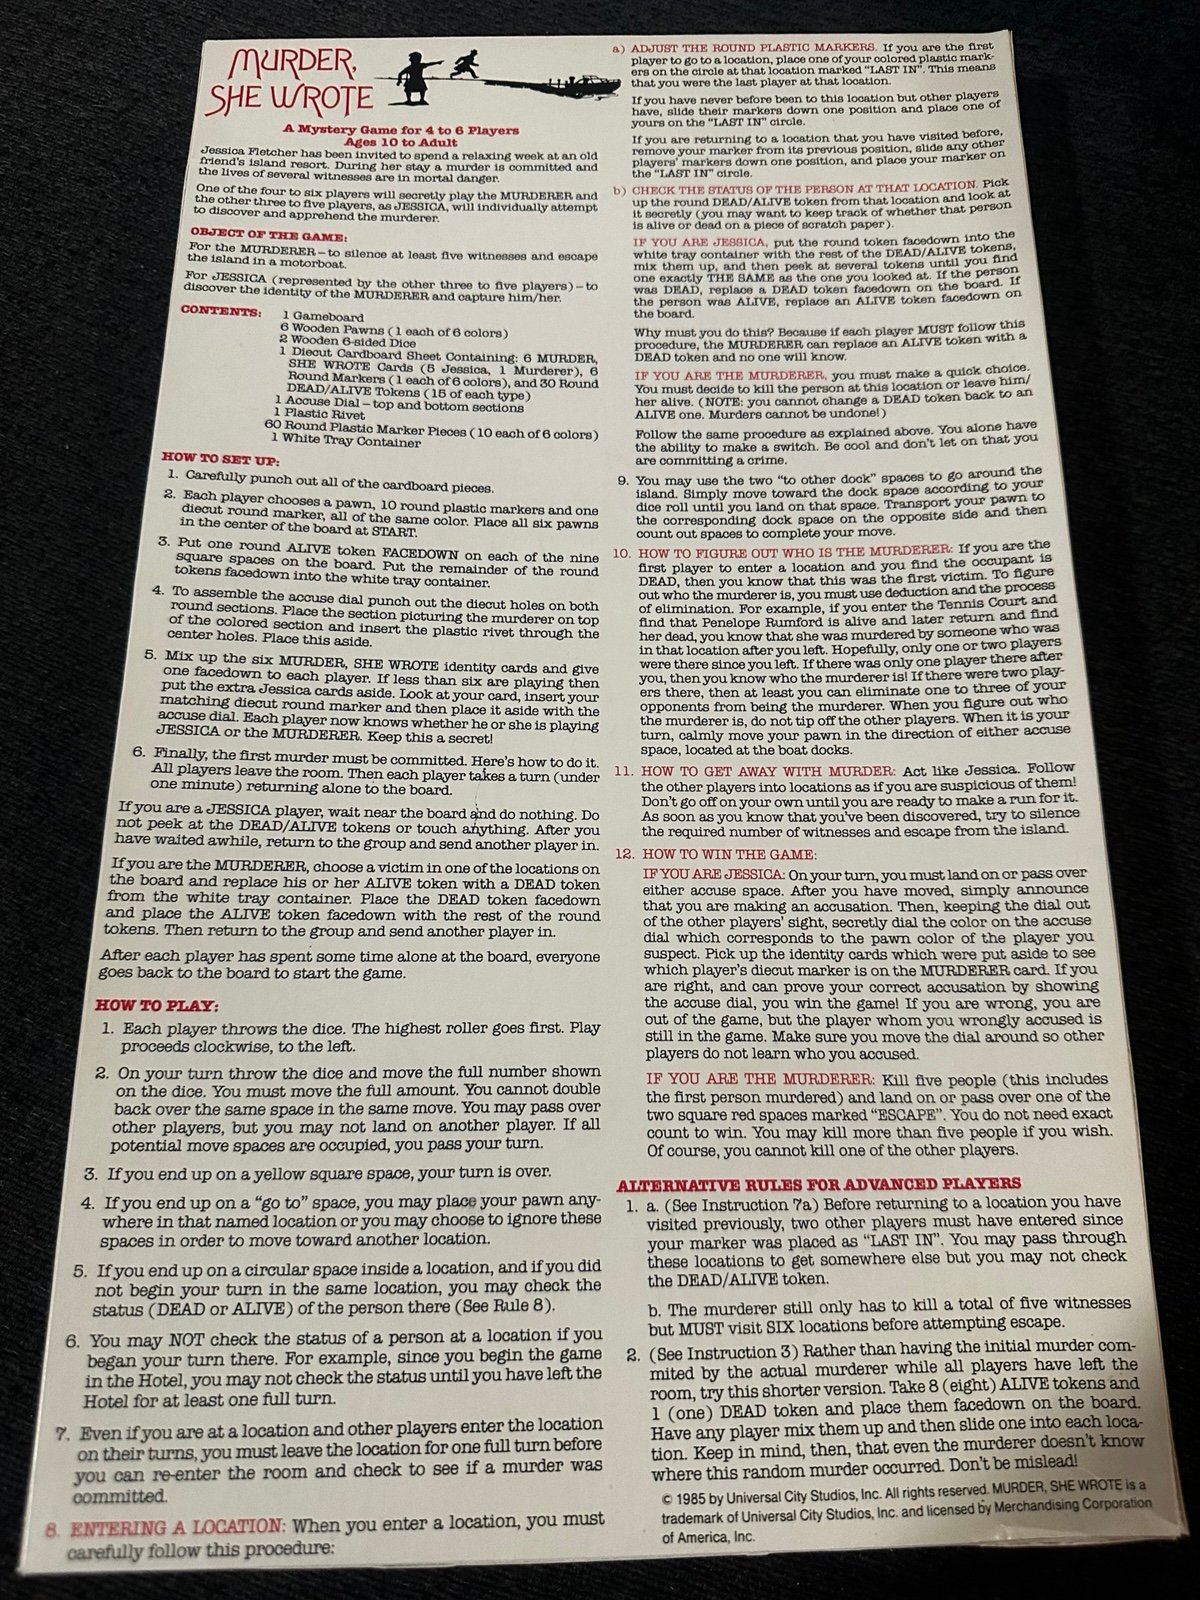 MURDER,
SHE WROTE
A Mystery Game for 4 to 6 Players
Ages 10 to Adult
Jessica Fletcher has been invited to spend a relaxing week at an old
friend's island resort. During her stay a murder is committed and
the lives of several witnesses are in mortal danger.
One of the four to six players will secretly play the MURDERER and
the other three to five players, as JESSICA, will individually attempt
to discover and apprehend the murderer.
OBJECT OF THE GAME:
For the MURDERER – to silence at least five witnesses and escape
the island in a motorboat.
For JESSICA (represented by the other three to five players) – to
discover the identity of the MURDERER and capture him/her.
CONTENTS:
1 Gameboard
6 Wooden Pawns (1 each of 6 colors)
2 Wooden 6-sided Dice
1 Diecut Cardboard Sheet Containing: 6 MURDER,
SHE WROTE Cards (5 Jessica, 1 Murderer), 6
Round Markers (1 each of 6 colors), and 30 Round
DEAD/ALIVE Tokens (15 of each type)
1 Accuse Dial – top and bottom sections
1 Plastic Rivet
60 Round Plastic Marker Pieces (10 each of 6 colors)
1 White Tray Container
HOW TO SET UP:
1. Carefully punch out all of the cardboard pieces.
2. Each player chooses a pawn, 10 round plastic markers and one
diecut round marker, all of the same color. Place all six pawns
in the center of the board at START.
3. Put one round ALIVE token FACEDOWN on each of the nine
square spaces on the board. Put the remainder of the round
tokens facedown into the white tray container.
4. To assemble the accuse dial punch out the diecut holes on both
round sections. Place the section picturing the murderer on top
of the colored section and insert the plastic rivet through the
center holes. Place this aside.
5. Mix up the six MURDER, SHE WROTE identity cards and give
one facedown to each player. If less than six are playing then
put the extra Jessica cards aside. Look at your card, insert your
matching diecut round marker and then place it aside with the
accuse dial. Each player now knows whether he or she is playing
JESSICA or the MURDERER. Keep this a secret!
6. Finally, the first murder must be committed. Here's how to do it.
All players leave the room. Then each player takes a turn (under
one minute) returning alone to the board.
If you are a JESSICA player, wait near the board and do nothing. Do
not peek at the DEAD/ALIVE tokens or touch anything. After you
have waited awhile, return to the group and send another player in.
If you are the MURDERER, choose a victim in one of the locations on
the board and replace his or her ALIVE token with a DEAD token
from the white tray container. Place the DEAD token facedown
and place the ALIVE token facedown with the rest of the round
tokens. Then return to the group and send another player in.
After each player has spent some time alone at the board, everyone
goes back to the board to start the game.
HOW TO PLAY:
1. Each player throws the dice. The highest roller goes first. Play
proceeds clockwise, to the left.
2. On your turn throw the dice and move the full number shown
on the dice. You must move the full amount. You cannot double
back over the same space in the same move. You may pass over
other players, but you may not land on another player. If all
potential move spaces are occupied, you pass your turn.
3. If you end up on a yellow square space, your turn is over.
4. If you end up on a "go to" space, you may place your pawn any-
where in that named location or you may choose to ignore these
spaces in order to move toward another location.
5. If you end up on a circular space inside a location, and if you did
not begin your turn in the same location, you may check the
status (DEAD or ALIVE) of the person there (See Rule 8).
6. You may NOT check the status of a person at a location if you
began your turn there. For example, since you begin the game
in the Hotel, you may not check the status until you have left the
Hotel for at least one full turn.
7. Even if you are at a location and other players enter the location
on their turns, you must leave the location for one full turn before
you can re-enter the room and check to see if a murder was
committed.
8. ENTERING A LOCATION: When you enter a location, you must
carefully follow this procedure:
a) ADJUST THE ROUND PLASTIC MARKERS. If you are the first
player to go to a location, place one of your colored plastic mark-
ers on the circle at that location marked "LAST IN". This means
that you were the last player at that location.
If you have never before been to this location but other players
have, slide their markers down one position and place one of
yours on the "LAST IN" circle.
If you are returning to a location that you have visited before,
remove your marker from its previous position, slide any other
players' markers down one position, and place your marker on
the "LAST IN" circle.
b) CHECK THE STATUS OF THE PERSON AT THAT LOCATION. Pick
up the round DEAD/ALIVE token from that location and look at
it secretly (you may want to keep track of whether that person
is alive or dead on a piece of scratch paper).
IF YOU ARE JESSICA, put the round token facedown into the
white tray container with the rest of the DEAD/ALIVE tokens,
mix them up, and then peek at several tokens until you find
one exactly THE SAME as the one you looked at. If the person
was DEAD, replace a DEAD token facedown on the board. If
the person was ALIVE, replace an ALIVE token facedown on
the board.
Why must you do this? Because if each player MUST follow this
procedure, the MURDERER can replace an ALIVE token with a
DEAD token and no one will know.
IF YOU ARE THE MURDERER, you must make a quick choice.
You must decide to kill the person at this location or leave him/
her alive. (NOTE: you cannot change a DEAD token back to an
ALIVE one. Murders cannot be undone!)
Follow the same procedure as explained above. You alone have
the ability to make a switch. Be cool and don't let on that you
are committing a crime.
9. You may use the two "to other dock" spaces to go around the
island. Simply move toward the dock space according to your
dice roll until you land on that space. Transport your pawn to
the corresponding dock space on the opposite side and then
count out spaces to complete your move.
10. HOW TO FIGURE OUT WHO IS THE MURDERER: If you are the
first player to enter a location and you find the occupant is
DEAD, then you know that this was the first victim. To figure
out who the murderer is, you must use deduction and the process
of elimination. For example, if you enter the Tennis Court and
find that Penelope Rumford is alive and later return and find
her dead, you know that she was murdered by someone who was
in that location after you left. Hopefully, only one or two players
were there since you left. If there was only one player there after
you, then you know who the murderer is! If there were two play-
ers there, then at least you can eliminate one to three of your
opponents from being the murderer. When you figure out who
the murderer is, do not tip off the other players. When it is your
turn, calmly move your pawn in the direction of either accuse
space, located at the boat docks.
11. HOW TO GET AWAY WITH MURDER: Act like Jessica. Follow
the other players into locations as if you are suspicious of them!
Don't go off on your own until you are ready to make a run for it.
As soon as you know that you've been discovered, try to silence
the required number of witnesses and escape from the island.
12. HOW TO WIN THE GAME:
IF YOU ARE JESSICA: On your turn, you must land on or pass over
either accuse space. After you have moved, simply announce
that you are making an accusation. Then, keeping the dial out
of the other players' sight, secretly dial the color on the accuse
dial which corresponds to the pawn color of the player you
suspect. Pick up the identity cards which were put aside to see
which player's diecut marker is on the MURDERER card. If you
are right, and can prove your correct accusation by showing
the accuse dial, you win the game! If you are wrong, you are
out of the game, but the player whom you wrongly accused is
still in the game. Make sure you move the dial around so other
players do not learn who you accused.
IF YOU ARE THE MURDERER: Kill five people (this includes
the first person murdered) and land on or pass over one of the
two square red spaces marked "ESCAPE". You do not need exact
count to win. You may kill more than five people if you wish.
Of course, you cannot kill one of the other players.
ALTERNATIVE RULES FOR ADVANCED PLAYERS
1. a. (See Instruction 7a) Before returning to a location you have
visited previously, two other players must have entered since
your marker was placed as "LAST IN". You may pass through
these locations to get somewhere else but you may not check
the DEAD/ALIVE token.
b. The murderer still only has to kill a total of five witnesses
but MUST visit SIX locations before attempting escape.
2. (See Instruction 3) Rather than having the initial murder com-
mited by the actual murderer while all players have left the
room, try this shorter version. Take 8 (eight) ALIVE tokens and
1 (one) DEAD token and place them facedown on the board.
Have any player mix them up and then slide one into each loca-
tion. Keep in mind, then, that even the murderer doesn't know
where this random murder occurred. Don't be mislead!
© 1985 by Universal City Studios, Inc. All rights reserved. MURDER, SHE WROTE is a
trademark of Universal City Studios, Inc. and licensed by Merchandising Corporation
of America, Inc.